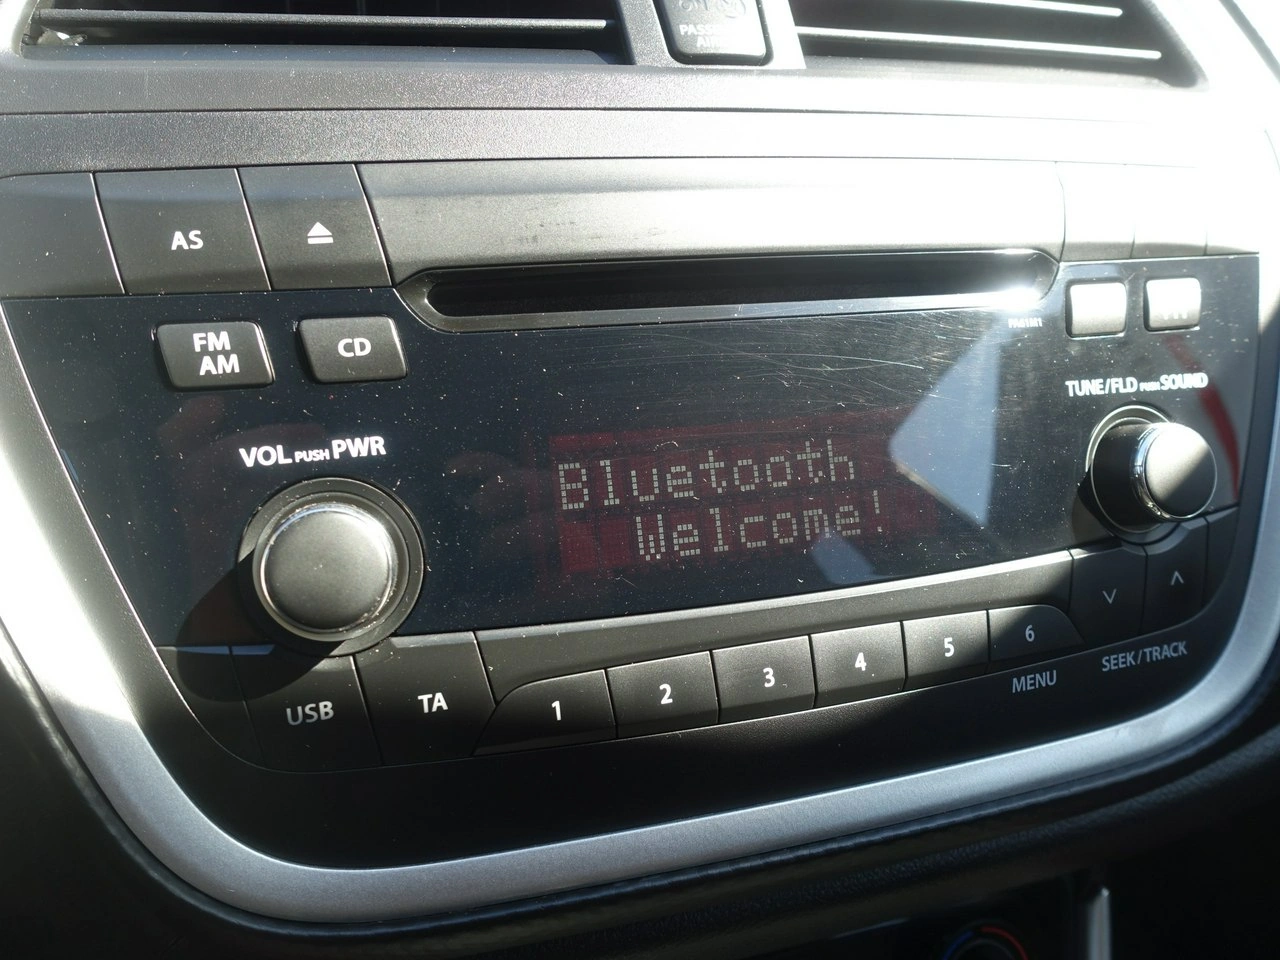 PASS
AS
FM
AM
CD
VOL PUSH PWR
TUNE/FLD PUSH SOUND
Bluetooth
Welcome!
USB
TA
1
2
3
4
5
6
MENU
SEEK/TRACK